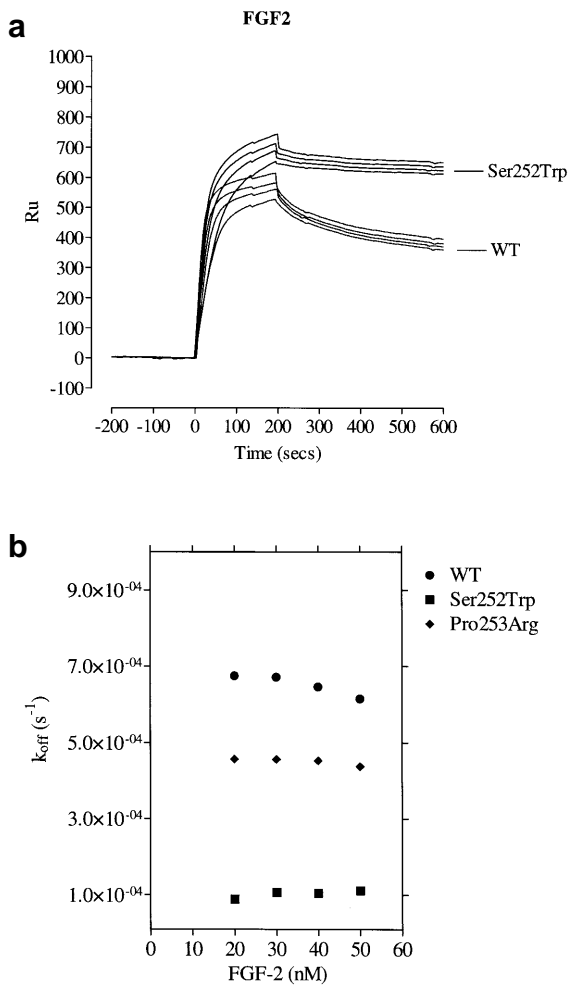 a
FGF2
1000
900
800
700
600
500
400
300
200
100
0
-100
Ru
Ser252Trp
WT
-200 -100 0 100 200 300 400 500 600
Time (secs)
b
WT
Ser252Trp
Pro253Arg
9.0×10⁻⁰⁴
7.0×10⁻⁰⁴
5.0×10⁻⁰⁴
3.0×10⁻⁰⁴
1.0×10⁻⁰⁴
k_off (s⁻¹)
0 10 20 30 40 50 60
FGF-2 (nM)